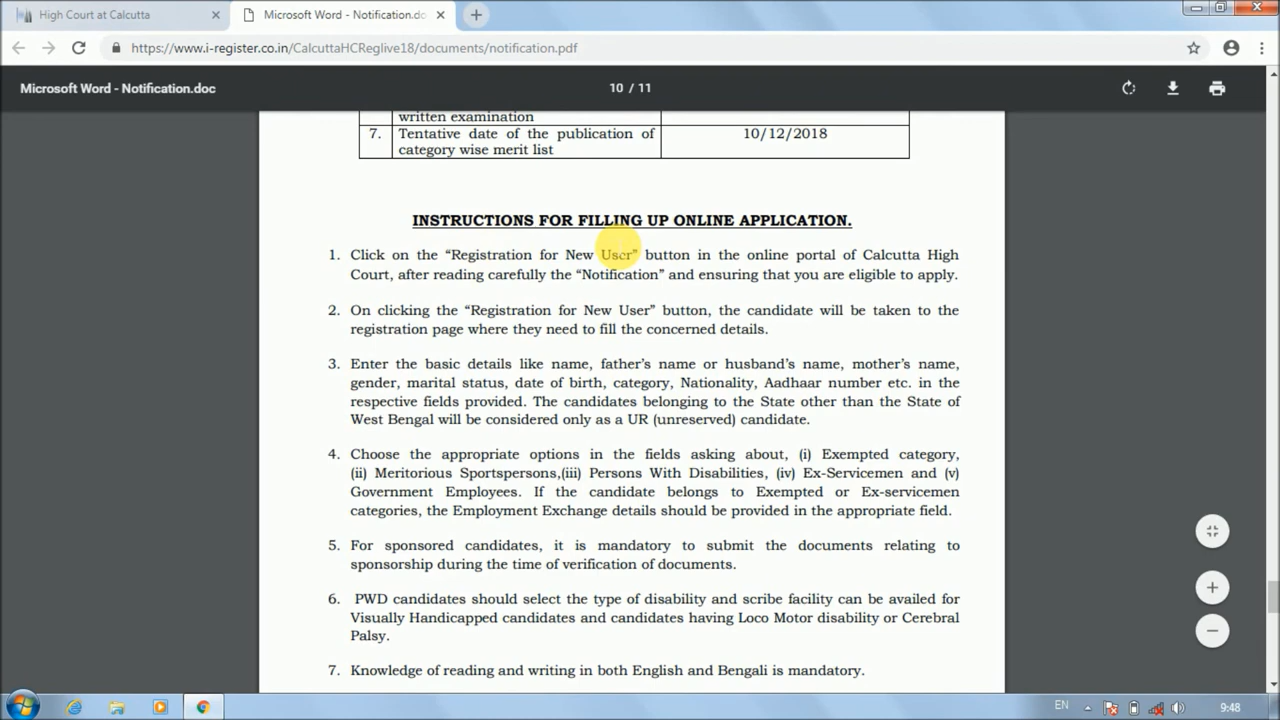 High Court at Calcutta
Microsoft Word - Notification.do
https://www.i-register.co.in/CalcuttaHCReglive18/documents/notification.pdf
Microsoft Word - Notification.doc
10 / 11
written examination
7. Tentative date of the publication of 10/12/2018
category wise merit list
INSTRUCTIONS FOR FILLING UP ONLINE APPLICATION.
1. Click on the “Registration for New User” button in the online portal of Calcutta High
Court, after reading carefully the “Notification” and ensuring that you are eligible to apply.
2. On clicking the “Registration for New User” button, the candidate will be taken to the
registration page where they need to fill the concerned details.
3. Enter the basic details like name, father’s name or husband’s name, mother’s name,
gender, marital status, date of birth, category, Nationality, Aadhaar number etc. in the
respective fields provided. The candidates belonging to the State other than the State of
West Bengal will be considered only as a UR (unreserved) candidate.
4. Choose the appropriate options in the fields asking about, (i) Exempted category,
(ii) Meritorious Sportspersons,(iii) Persons With Disabilities, (iv) Ex-Servicemen and (v)
Government Employees. If the candidate belongs to Exempted or Ex-servicemen
categories, the Employment Exchange details should be provided in the appropriate field.
5. For sponsored candidates, it is mandatory to submit the documents relating to
sponsorship during the time of verification of documents.
6. PWD candidates should select the type of disability and scribe facility can be availed for
Visually Handicapped candidates and candidates having Loco Motor disability or Cerebral
Palsy.
7. Knowledge of reading and writing in both English and Bengali is mandatory.
EN
9:48